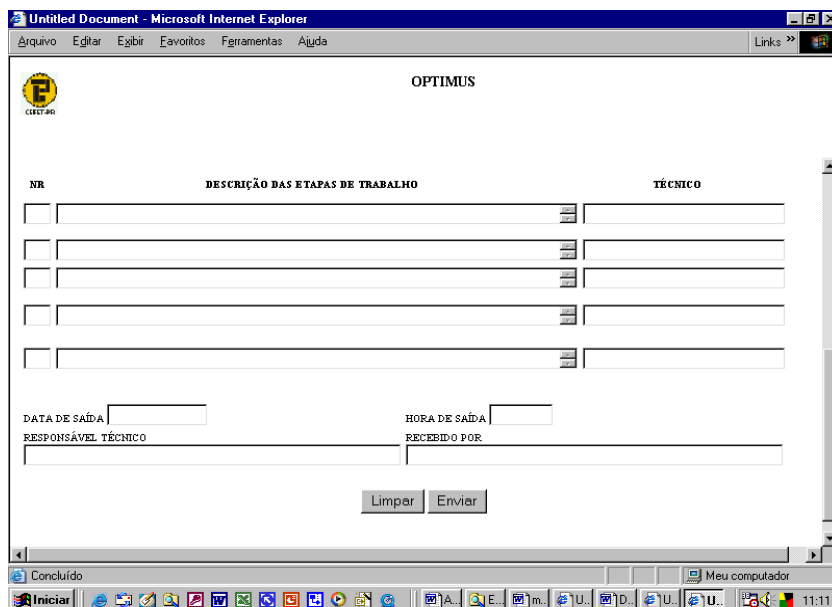 Untitled Document - Microsoft Internet Explorer
Arquivo Editar Exibir Favoritos Ferramentas Ajuda Links »
OPTIMUS
CEFET-PR
NR DESCRIÇÃO DAS ETAPAS DE TRABALHO TÉCNICO
DATA DE SAÍDA HORA DE SAÍDA
RESPONSÁVEL TÉCNICO RECEBIDO POR
Limpar Enviar
Concluído Meu computador
Iniciar A... E... m.. U.. D.. U.. U.. 11:11